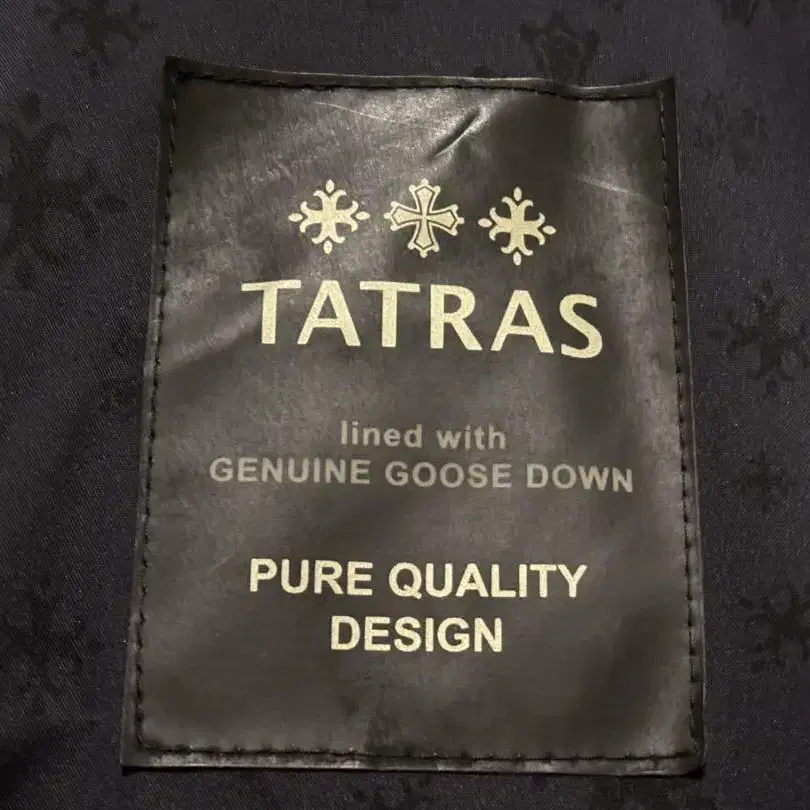 TATRAS
lined with
GENUINE GOOSE DOWN
PURE QUALITY
DESIGN